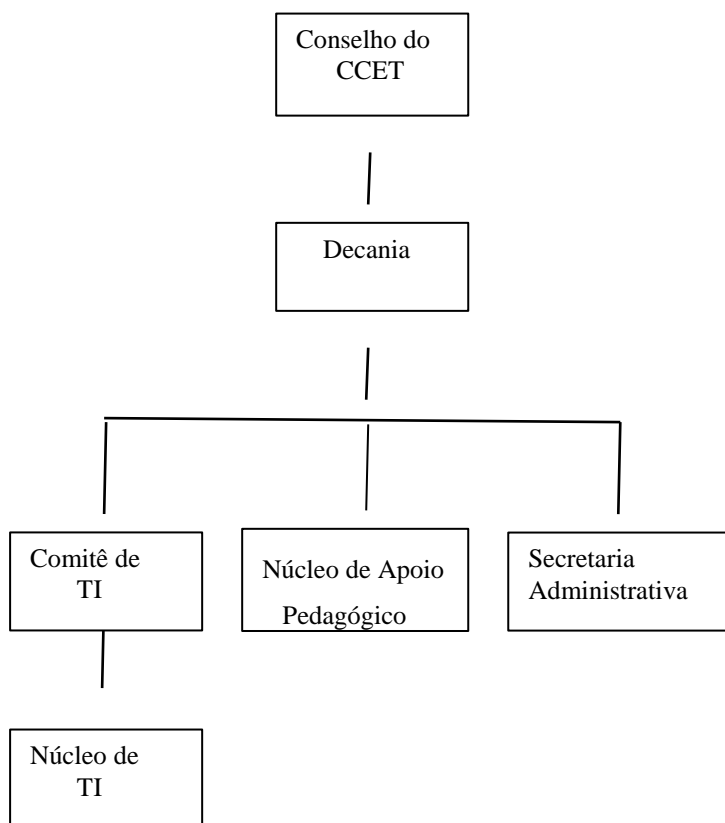 Conselho do
CCET
Decania
Comitê de
TI
Núcleo de Apoio
Pedagógico
Secretaria
Administrativa
Núcleo de
TI